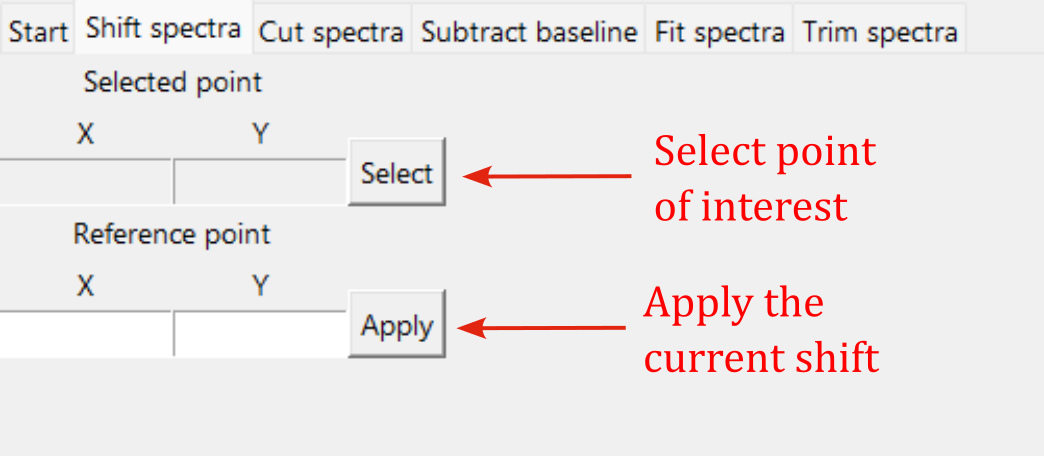 Start Shift spectra Cut spectra Subtract baseline Fit spectra Trim spectra
Selected point
X Y
Select
Select point
of interest
Reference point
X Y
Apply
Apply the
current shift